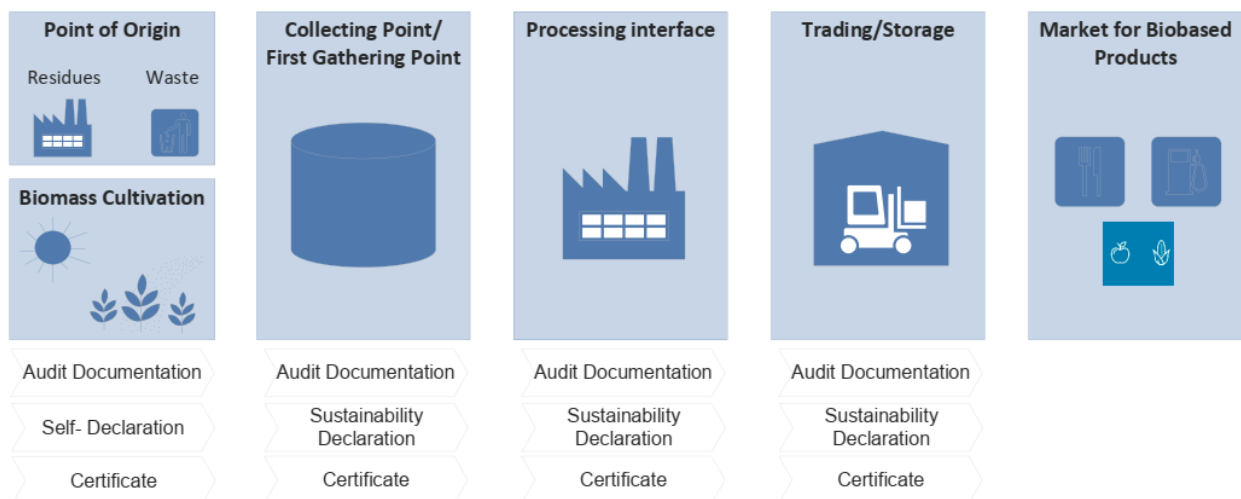 Point of Origin
Residues
Waste
Biomass Cultivation
Collecting Point/
First Gathering Point
Processing interface
Trading/Storage
Market for Biobased
Products
Audit Documentation
Audit Documentation
Audit Documentation
Audit Documentation
Self- Declaration
Sustainability
Declaration
Sustainability
Declaration
Sustainability
Declaration
Certificate
Certificate
Certificate
Certificate